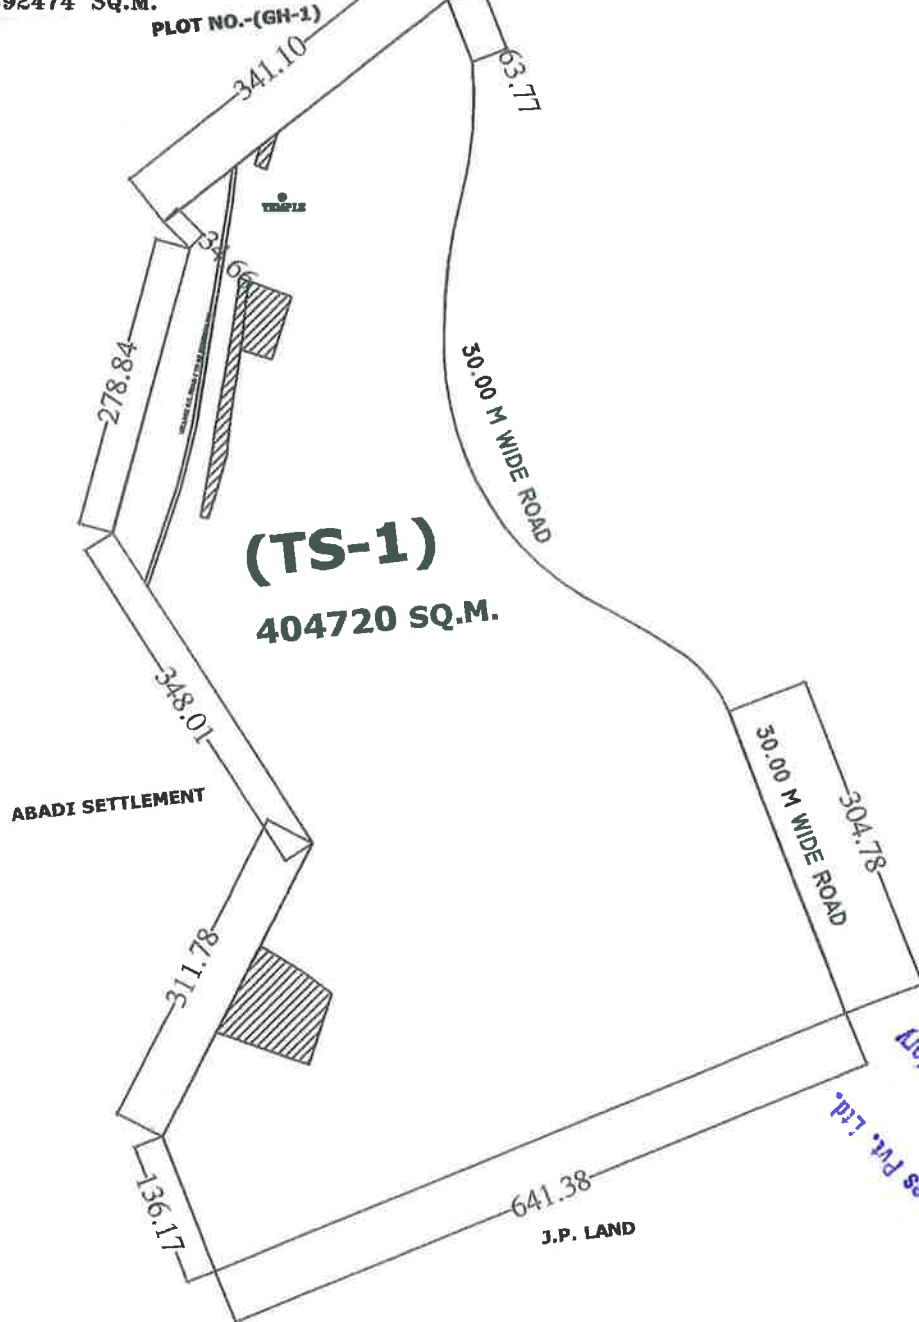 PLOT NO.-(GH-1)
341.10
63.77
TEMPLE
34.66
278.84
30.00 M WIDE ROAD
(TS-1)
404720 SQ.M.
348.01
ABADI SETTLEMENT
30.00 M WIDE ROAD
304.78
311.78
Pvt. Ltd.
136.17
641.38
J.P. LAND